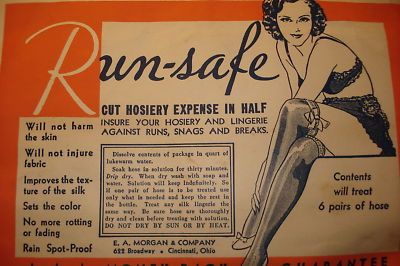 Run-safe
CUT HOSIERY EXPENSE IN HALF
INSURE YOUR HOSIERY AND LINGERIE
AGAINST RUNS, SNAGS AND BREAKS.
Will not harm
the skin
Will not injure
fabric
Improves the tex-
ture of the silk
Sets the color
No more rotting
or fading
Rain Spot-Proof
Dissolve contents of package in quart of
lukewarm water.
Soak hose in solution for thirty minutes.
Drip dry. When dry wash with soap and
water. Solution will keep indefinitely. So
if one pair of hose is to be treated use
only what is needed and keep the rest in
the bottle. Treat any silk lingerie the
same way. Be sure hose are thoroughly
dry and clean before treating with solution.
DO NOT DRY BY SUN OR BY HEAT.
E. A. MORGAN & COMPANY
622 Broadway • Cincinnati, Ohio
Contents
will treat
6 pairs of hose
GUARANTEE